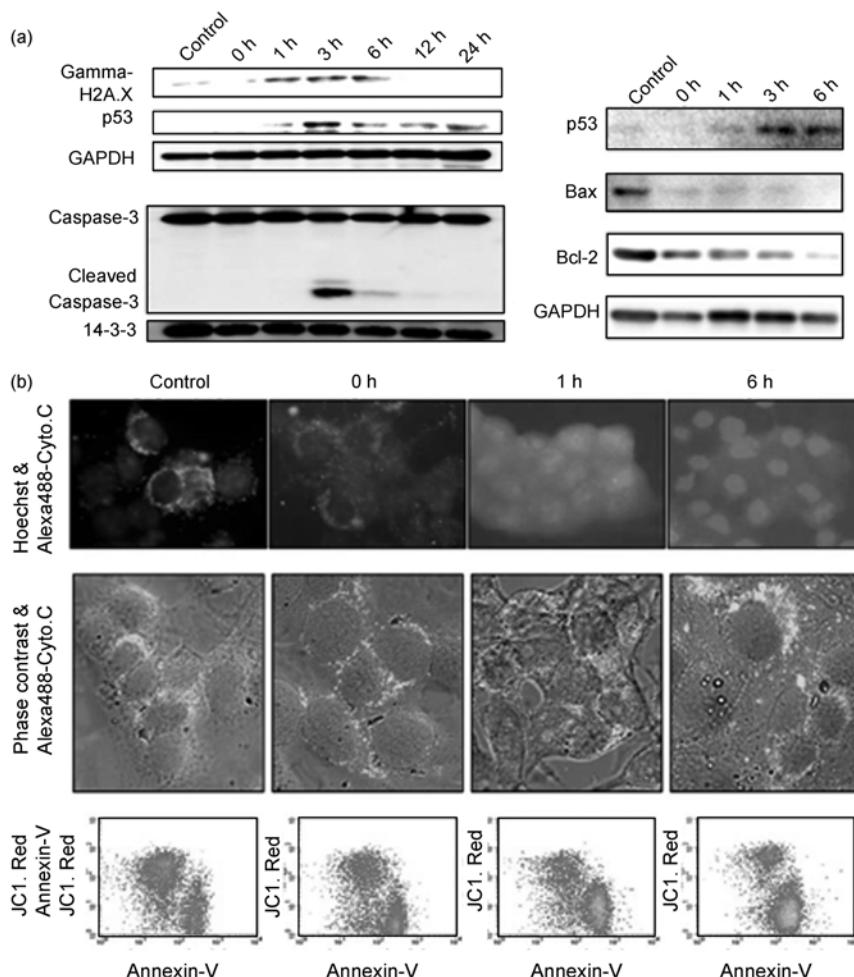 (a)
Control 0 h 1 h 3 h 6 h 12 h 24 h
Gamma-
H2A.X
p53
GAPDH
Caspase-3
Cleaved
Caspase-3
14-3-3
Control 0 h 1 h 3 h 6 h
p53
Bax
Bcl-2
GAPDH
(b)
Control 0 h 1 h 6 h
Hoechst &
Alexa488-Cyto.C
Phase contrast &
Alexa488-Cyto.C
JC1. Red
Annexin-V
JC1. Red
JC1. Red
JC1. Red
JC1. Red
Annexin-V Annexin-V Annexin-V Annexin-V